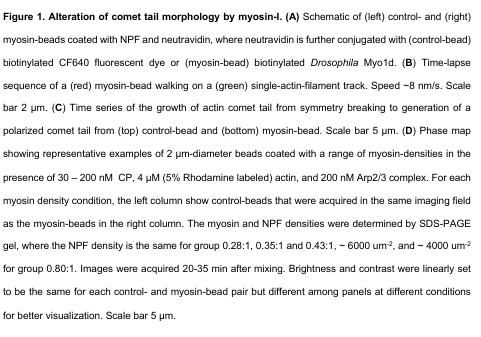 Figure 1. Alteration of comet tail morphology by myosin-I. (A) Schematic of (left) control- and (right)
myosin-beads coated with NPF and neutravidin, where neutravidin is further conjugated with (control-bead)
biotinylated CF640 fluorescent dye or (myosin-bead) biotinylated Drosophila Myo1d. (B) Time-lapse
sequence of a (red) myosin-bead walking on a (green) single-actin-filament track. Speed ~8 nm/s. Scale
bar 2 µm. (C) Time series of the growth of actin comet tail from symmetry breaking to generation of a
polarized comet tail from (top) control-bead and (bottom) myosin-bead. Scale bar 5 µm. (D) Phase map
showing representative examples of 2 µm-diameter beads coated with a range of myosin-densities in the
presence of 30 – 200 nM CP, 4 µM (5% Rhodamine labeled) actin, and 200 nM Arp2/3 complex. For each
myosin density condition, the left column show control-beads that were acquired in the same imaging field
as the myosin-beads in the right column. The myosin and NPF densities were determined by SDS-PAGE
gel, where the NPF density is the same for group 0.28:1, 0.35:1 and 0.43:1, ~ 6000 um-2, and ~ 4000 um-2
for group 0.80:1. Images were acquired 20-35 min after mixing. Brightness and contrast were linearly set
to be the same for each control- and myosin-bead pair but different among panels at different conditions
for better visualization. Scale bar 5 µm.